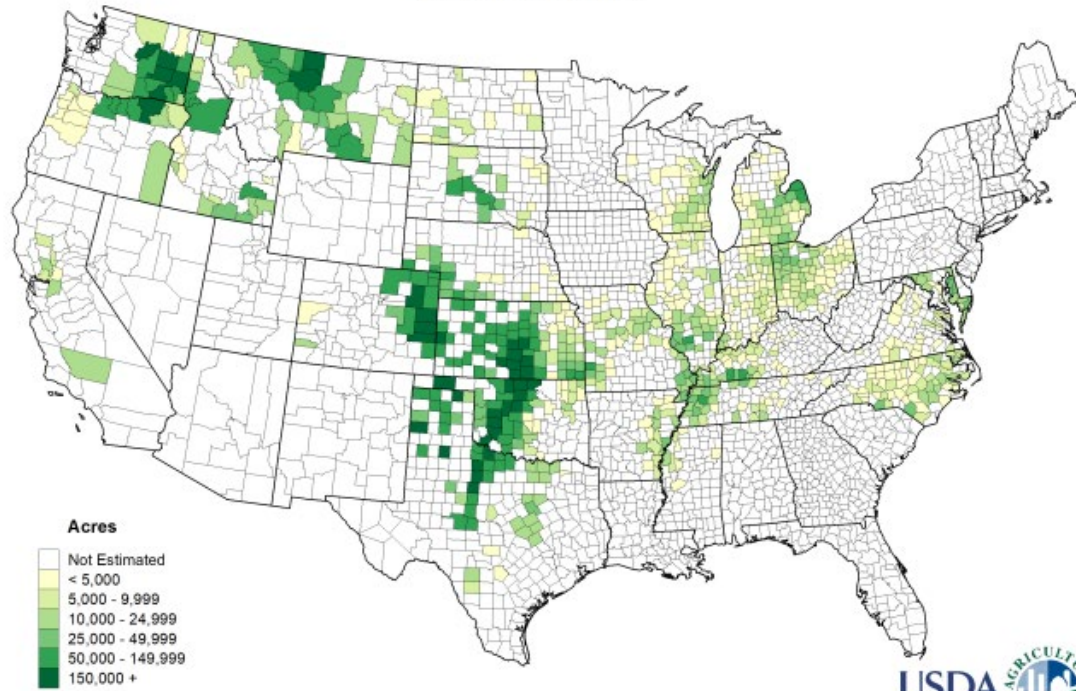 Acres
Not Estimated
< 5,000
5,000 - 9,999
10,000 - 24,999
25,000 - 49,999
50,000 - 149,999
150,000 +
USDA